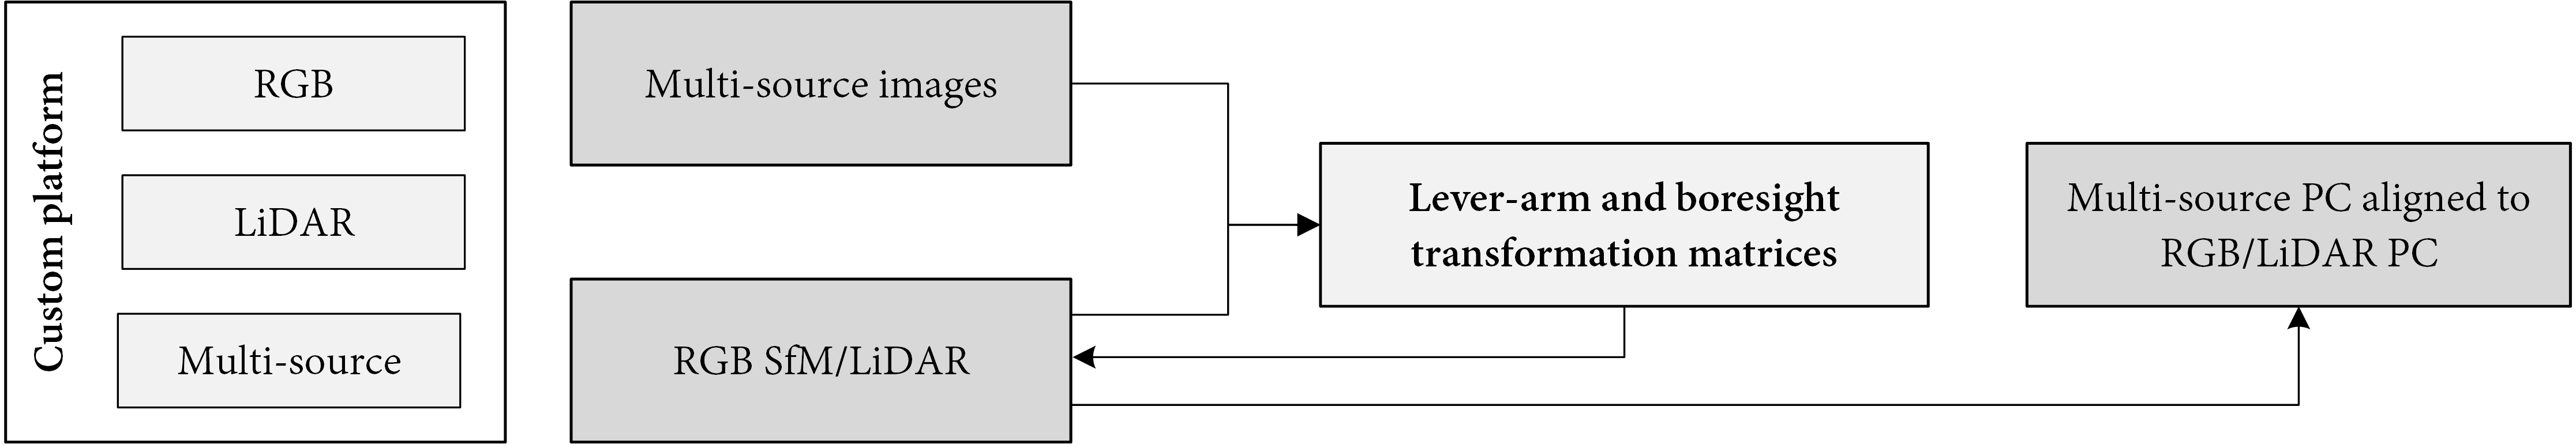 Custom platform
RGB
LiDAR
Multi-source
Multi-source images
RGB SfM/LiDAR
Lever-arm and boresight
transformation matrices
Multi-source PC aligned to
RGB/LiDAR PC